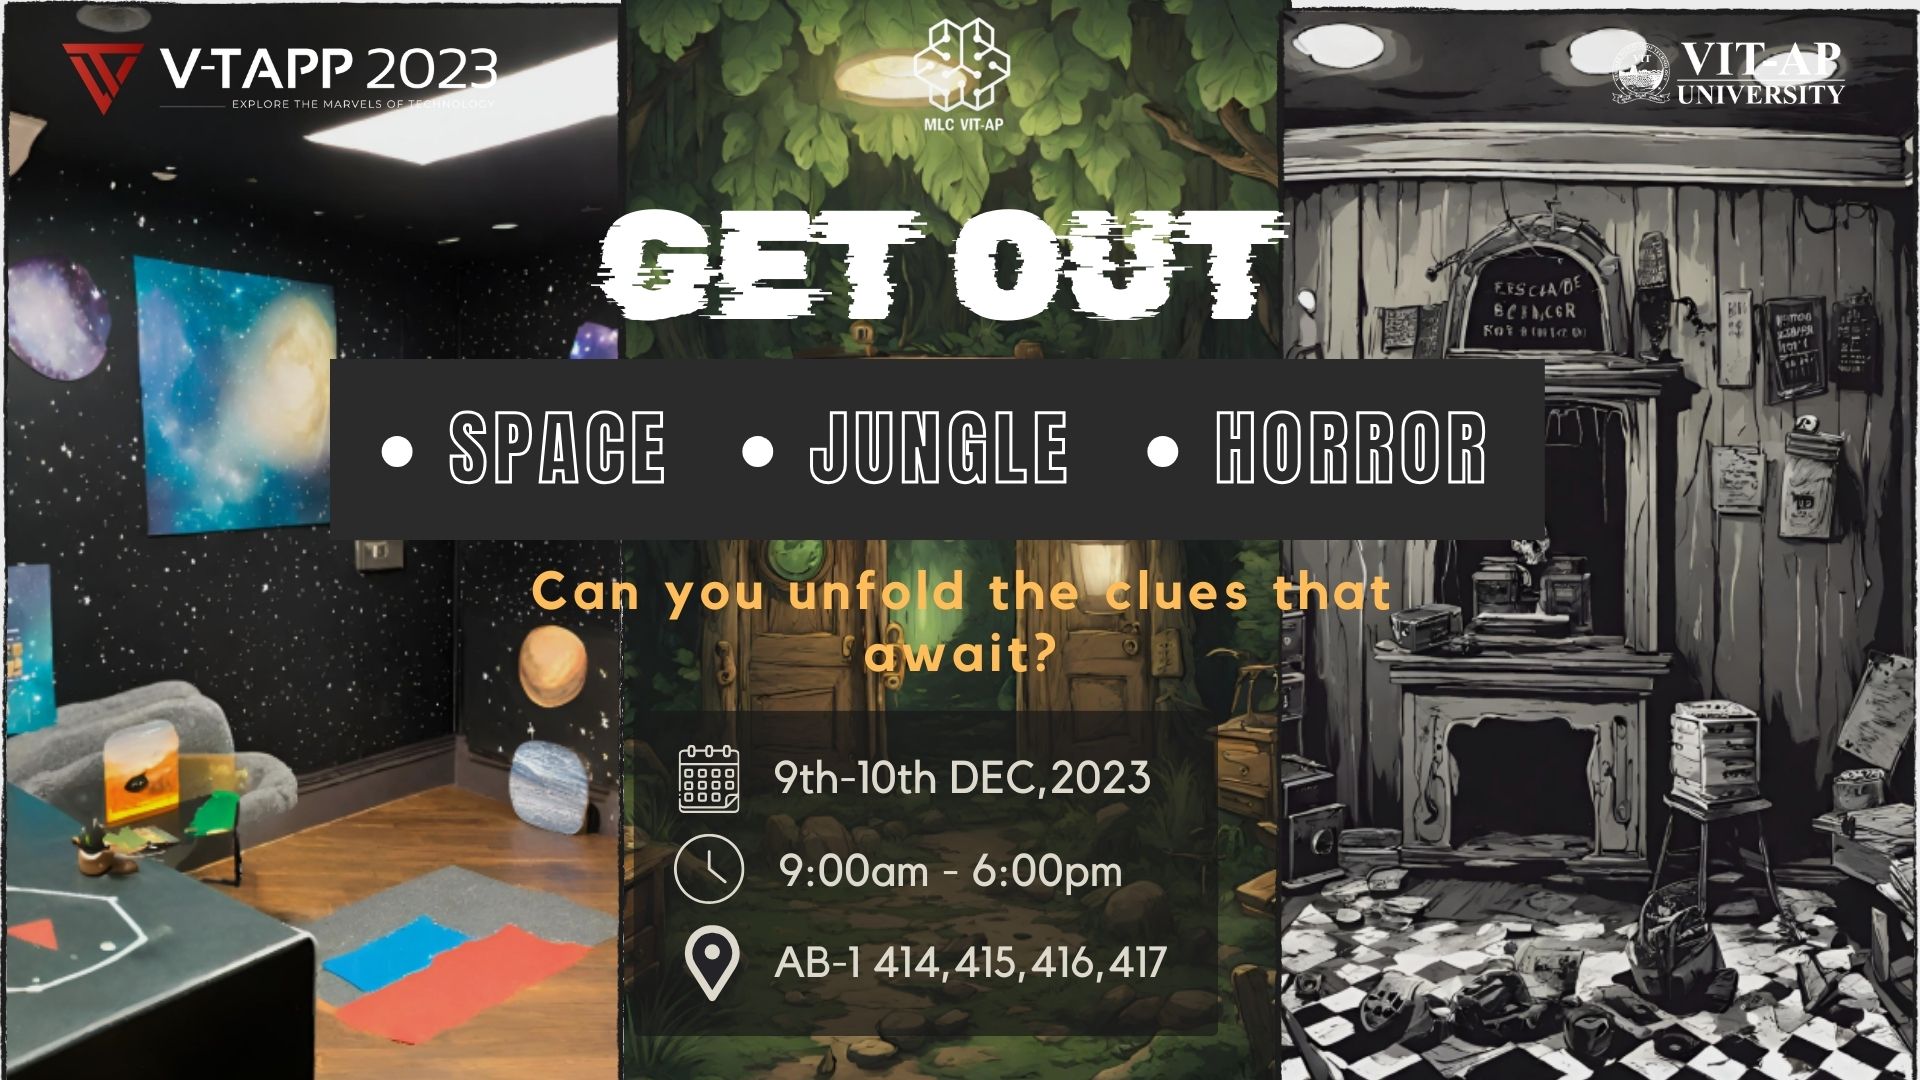 V-TAPP 2023
EXPLORE THE MARVELS OF TECHNOLOGY
MLC VIT-AP
VIT-AP
UNIVERSITY
GET OUT
• SPACE • JUNGLE • HORROR
Can you unfold the clues that
await?
9th-10th DEC,2023
9:00am - 6:00pm
AB-1 414,415,416,417